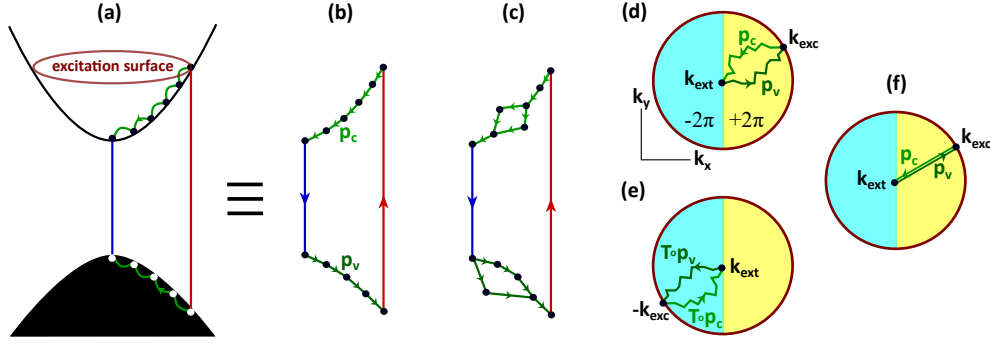 (a)
excitation surface
(b)
p_c
p_v
(c)
(d)
p_c
k_exc
k_ext
p_v
k_y
-2π
+2π
k_x
(e)
T∘p_v
k_ext
-k_exc
T∘p_c
(f)
k_exc
p_c
p_v
k_ext